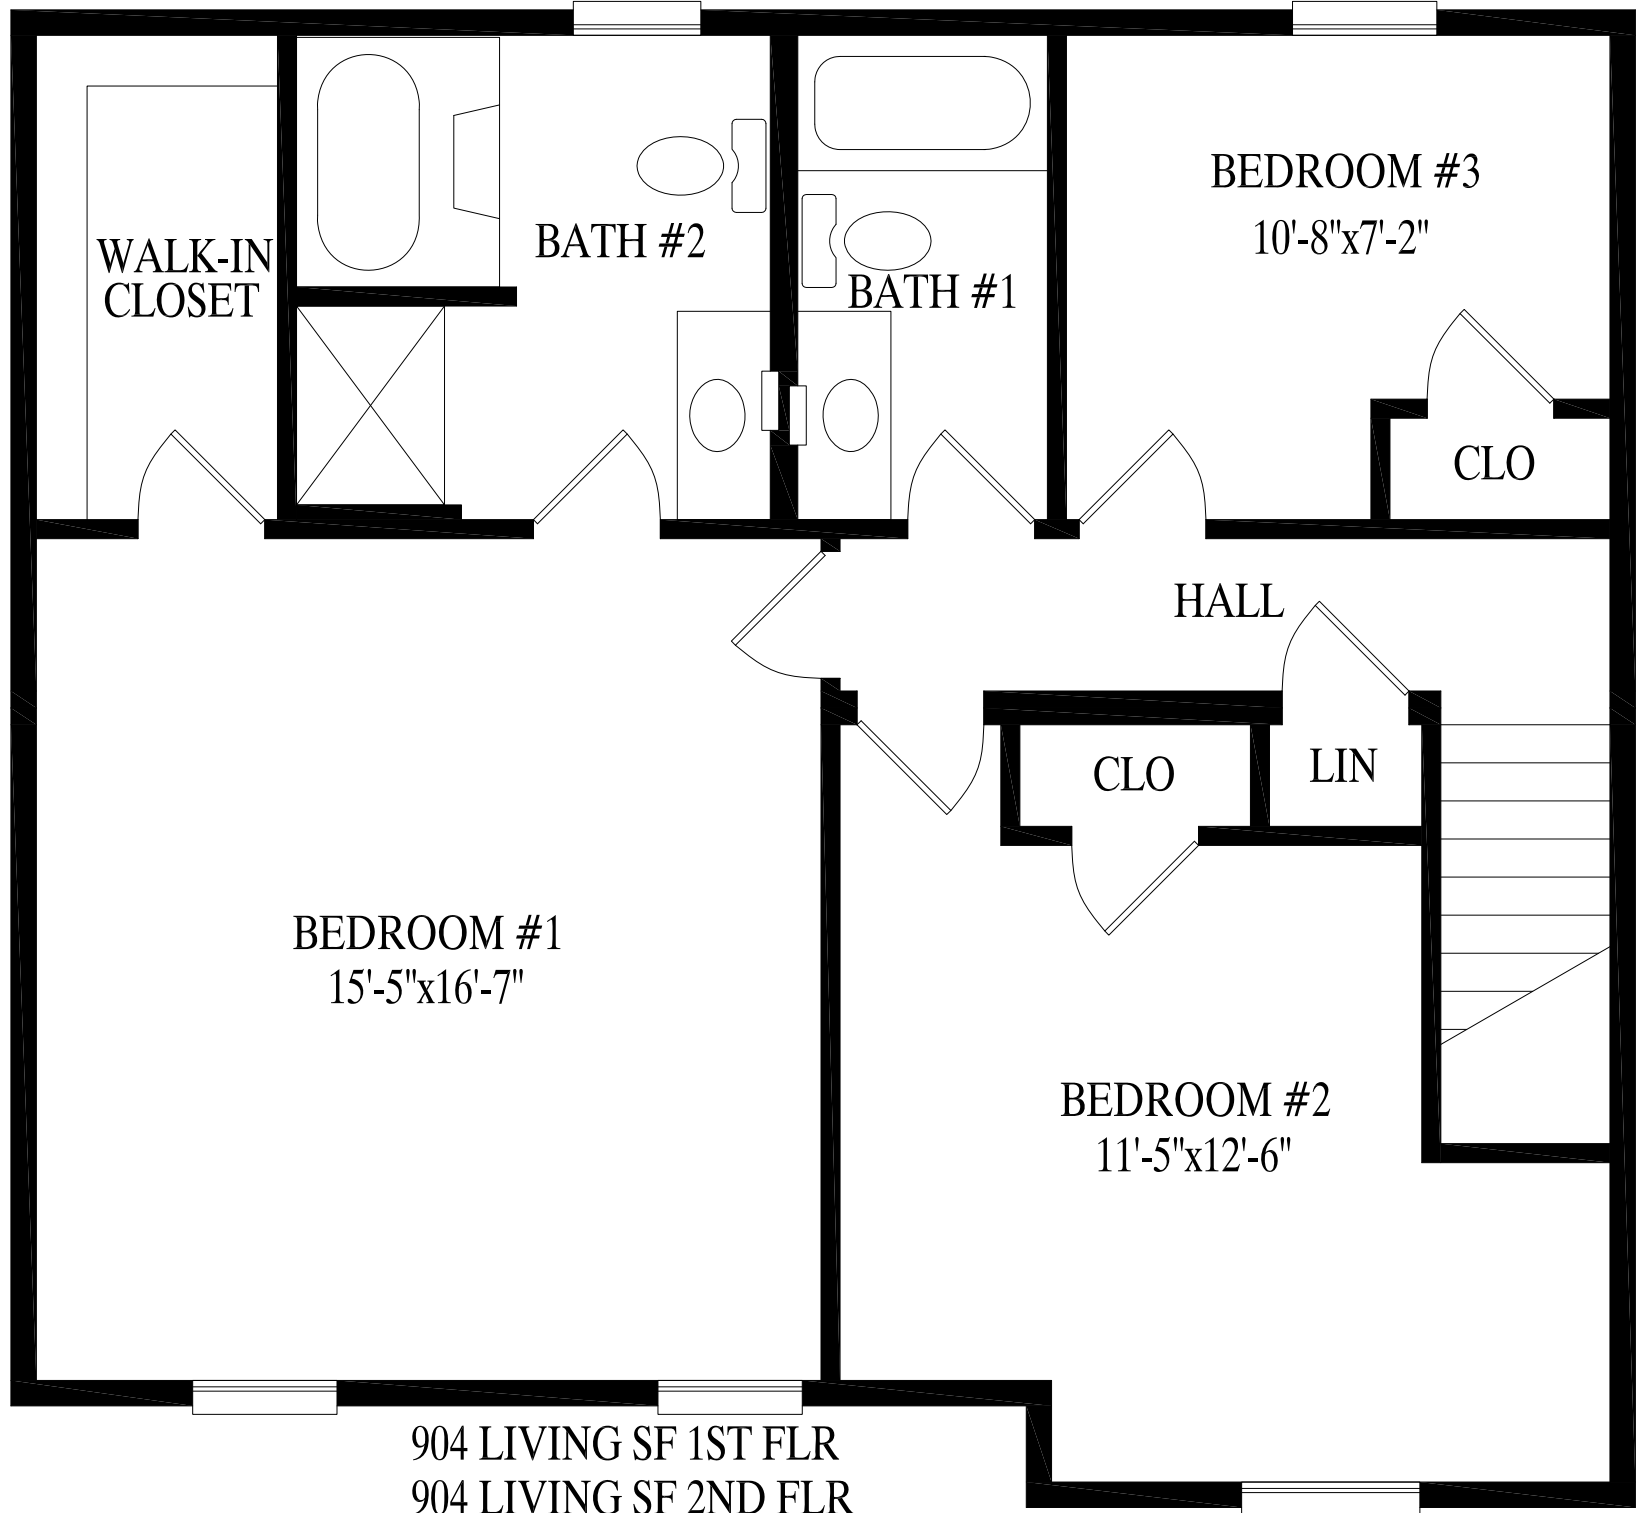 BEDROOM #3
10'-8"x7'-2"
BATH #2
WALK-IN
CLOSET
BATH #1
CLO
HALL
LIN
CLO
BEDROOM #1
15'-5"x16'-7"
BEDROOM #2
11'-5"x12'-6"
904 LIVING SF 1ST FLR
904 LIVING SF 2ND FLR